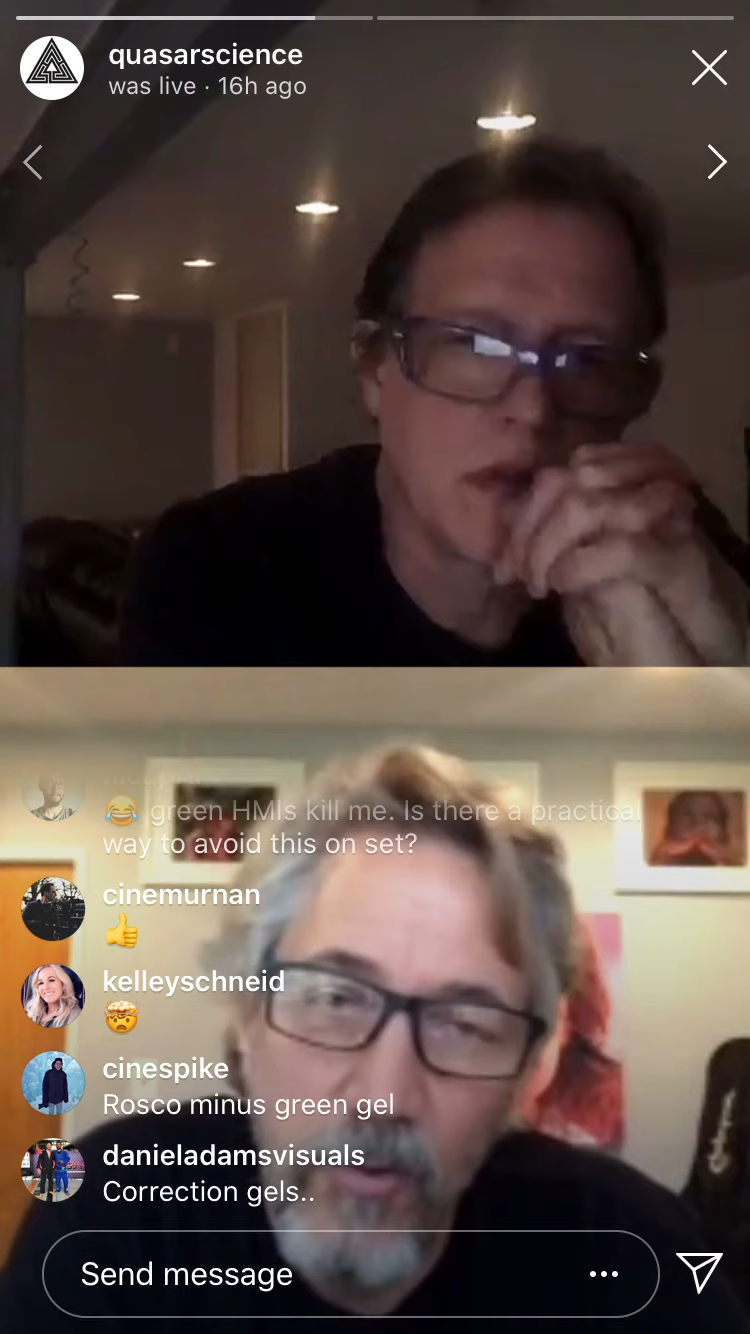 quasarscience
was live · 16h ago
😂 green HMIs kill me. Is there a practical
way to avoid this on set?
cinemurnan
👍
kelleyschneid
🤯
cinespike
Rosco minus green gel
danieladamsvisuals
Correction gels..
Send message